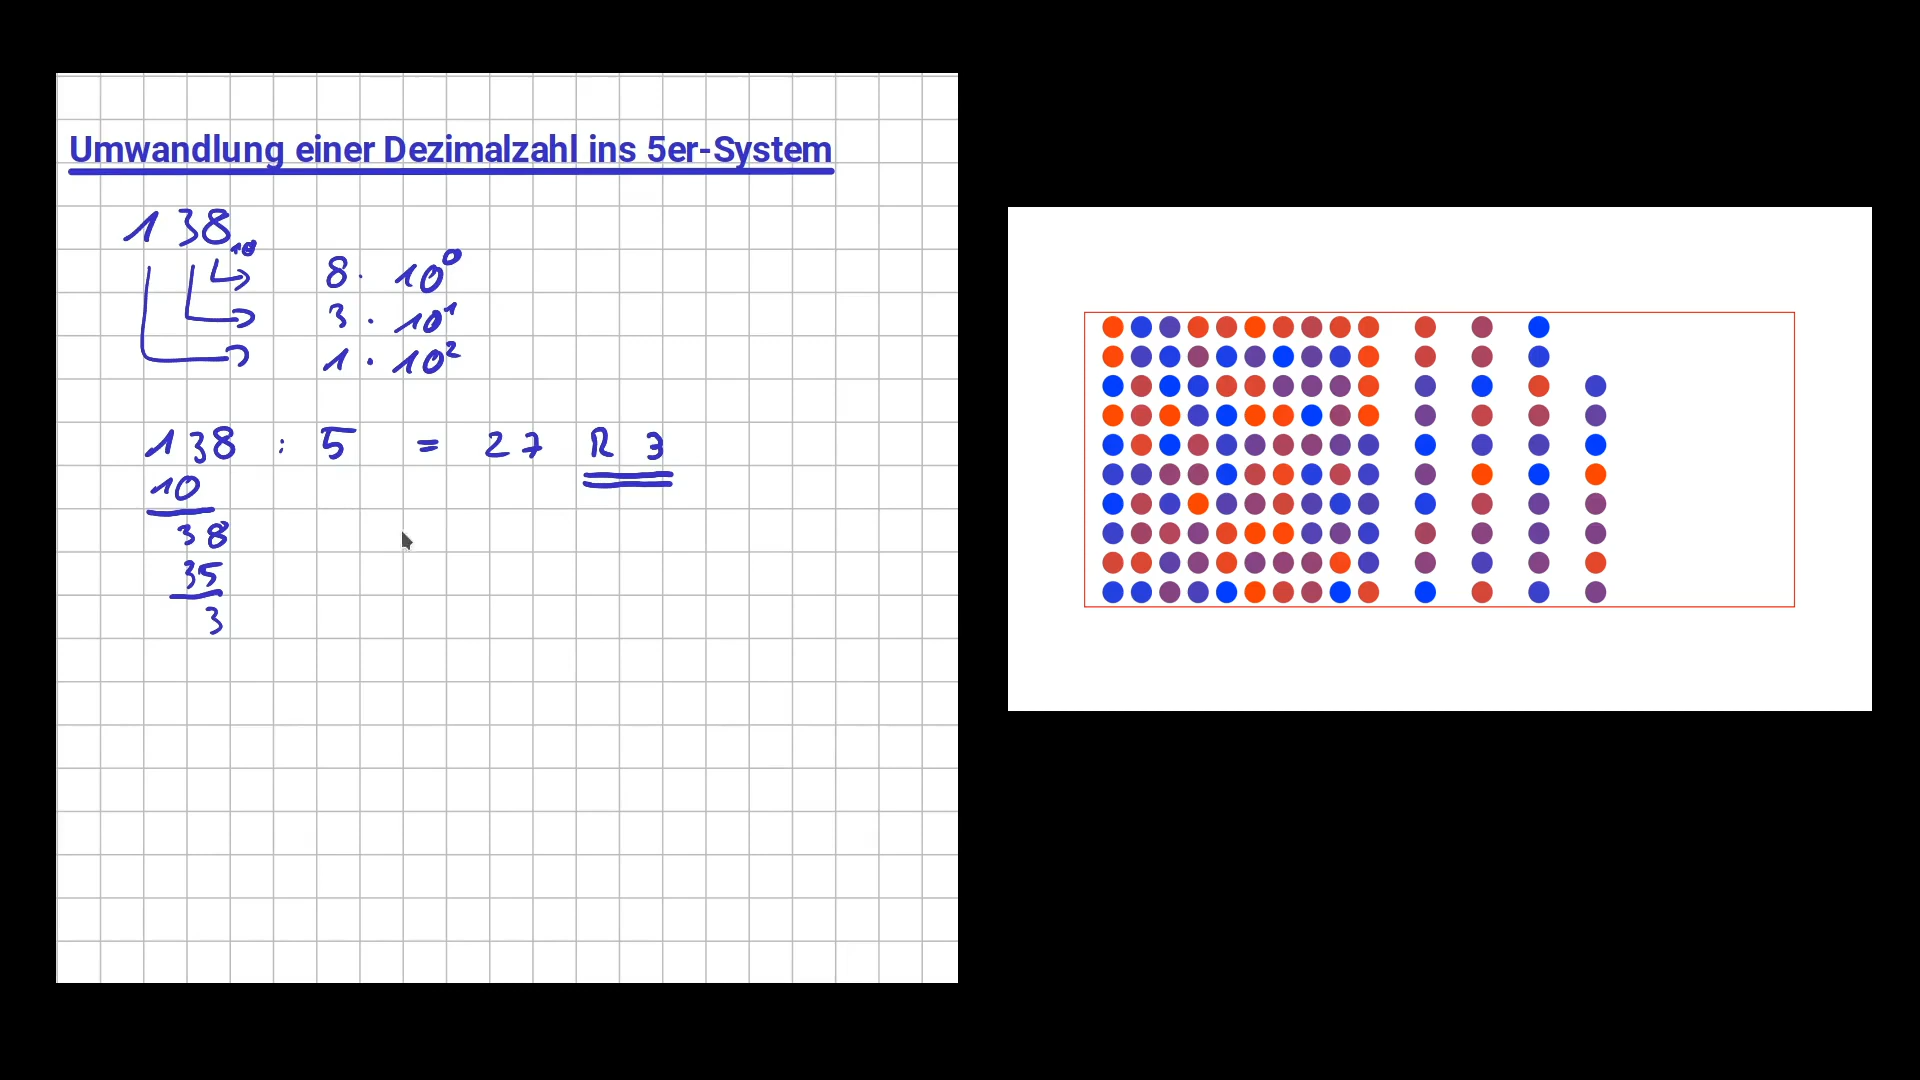 Umwandlung einer Dezimalzahl ins 5er-System
138₁₀
8 · 10⁰
3 · 10¹
1 · 10²
138 : 5 = 27 R 3
10
38
35
3